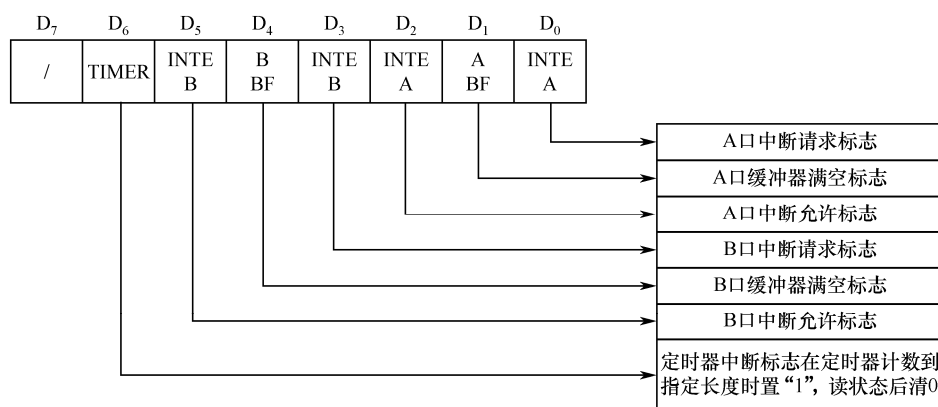 D7 D6 D5 D4 D3 D2 D1 D0
/ TIMER INTE B B BF INTE B INTE A A BF INTE A
A口中断请求标志
A口缓冲器满空标志
A口中断允许标志
B口中断请求标志
B口缓冲器满空标志
B口中断允许标志
定时器中断标志在定时器计数到
指定长度时置“1”，读状态后清0